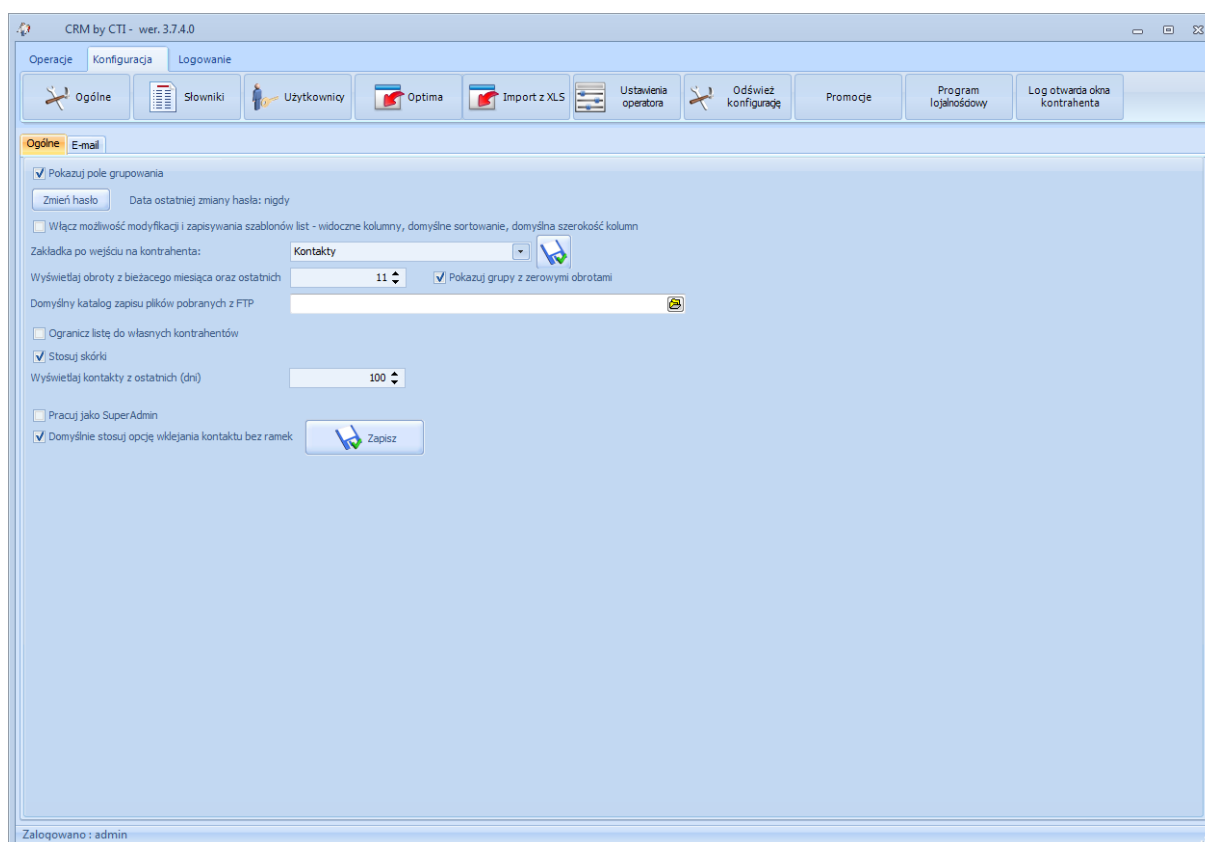 CRM by CTI - wer. 3.7.4.0
Operacje Konfiguracja Logowanie
Ogólne Słowniki Użytkownicy Optima Import z XLS Ustawienia operatora Odśwież konfigurację Promocje Program lojalnościowy Log otwarcia okna kontrahenta
Ogólne E-mail
Pokazuj pole grupowania
Zmień hasło Data ostatniej zmiany hasła: nigdy
Włącz możliwość modyfikacji i zapisywania szablonów list - widoczne kolumny, domyślne sortowanie, domyślna szerokość kolumn
Zakładka po wejściu na kontrahenta: Kontakty
Wyświetlaj obroty z bieżacego miesiąca oraz ostatnich 11 Pokazuj grupy z zerowymi obrotami
Domyślny katalog zapisu plików pobranych z FTP
Ogranicz listę do własnych kontrahentów
Stosuj skórki
Wyświetlaj kontakty z ostatnich (dni) 100
Pracuj jako SuperAdmin
Domyślnie stosuj opcję wklejania kontaktu bez ramek Zapisz
Zalogowano : admin